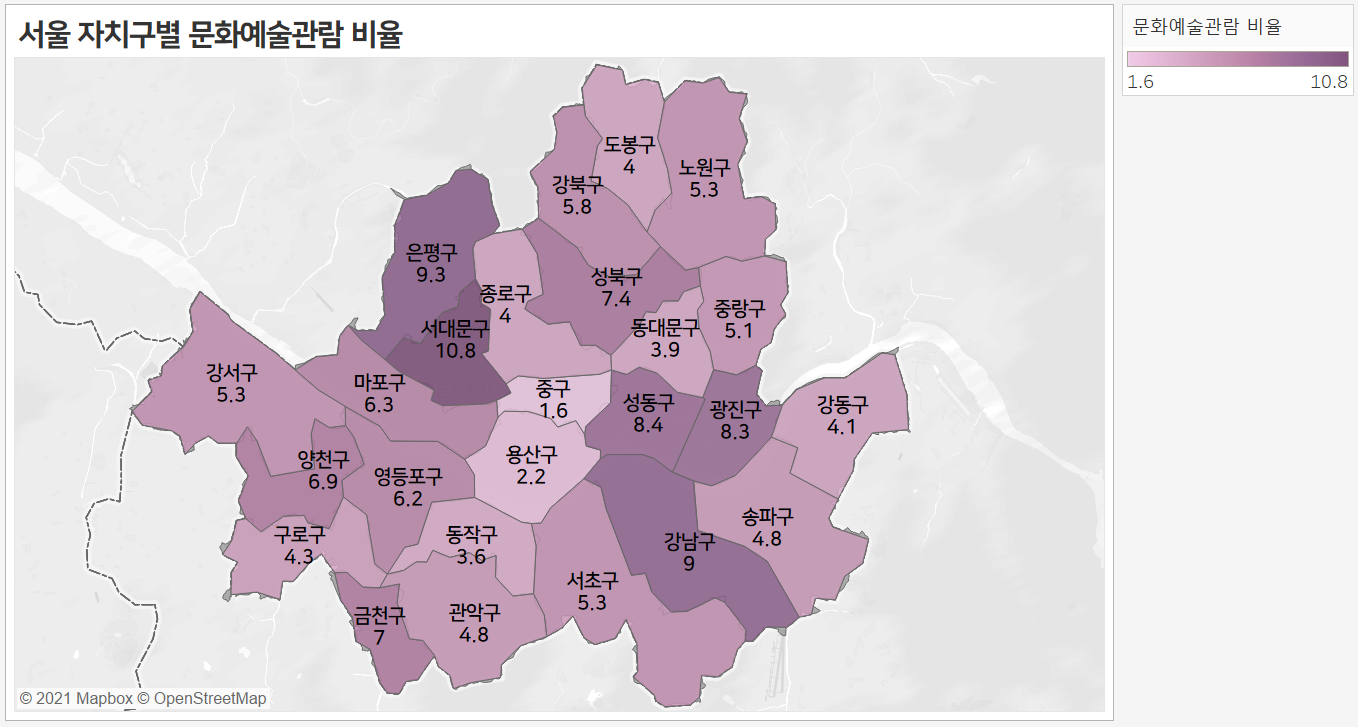 서울 자치구별 문화예술관람 비율
문화예술관람 비율
1.6 10.8
도봉구
4
노원구
5.3
강북구
5.8
은평구
9.3
성북구
7.4
종로구
4
중랑구
5.1
동대문구
3.9
서대문구
10.8
강서구
5.3
마포구
6.3
중구
1.6
성동구
8.4
광진구
8.3
강동구
4.1
양천구
6.9
영등포구
6.2
용산구
2.2
송파구
4.8
구로구
4.3
동작구
3.6
강남구
9
서초구
5.3
금천구
7
관악구
4.8
© 2021 Mapbox © OpenStreetMap